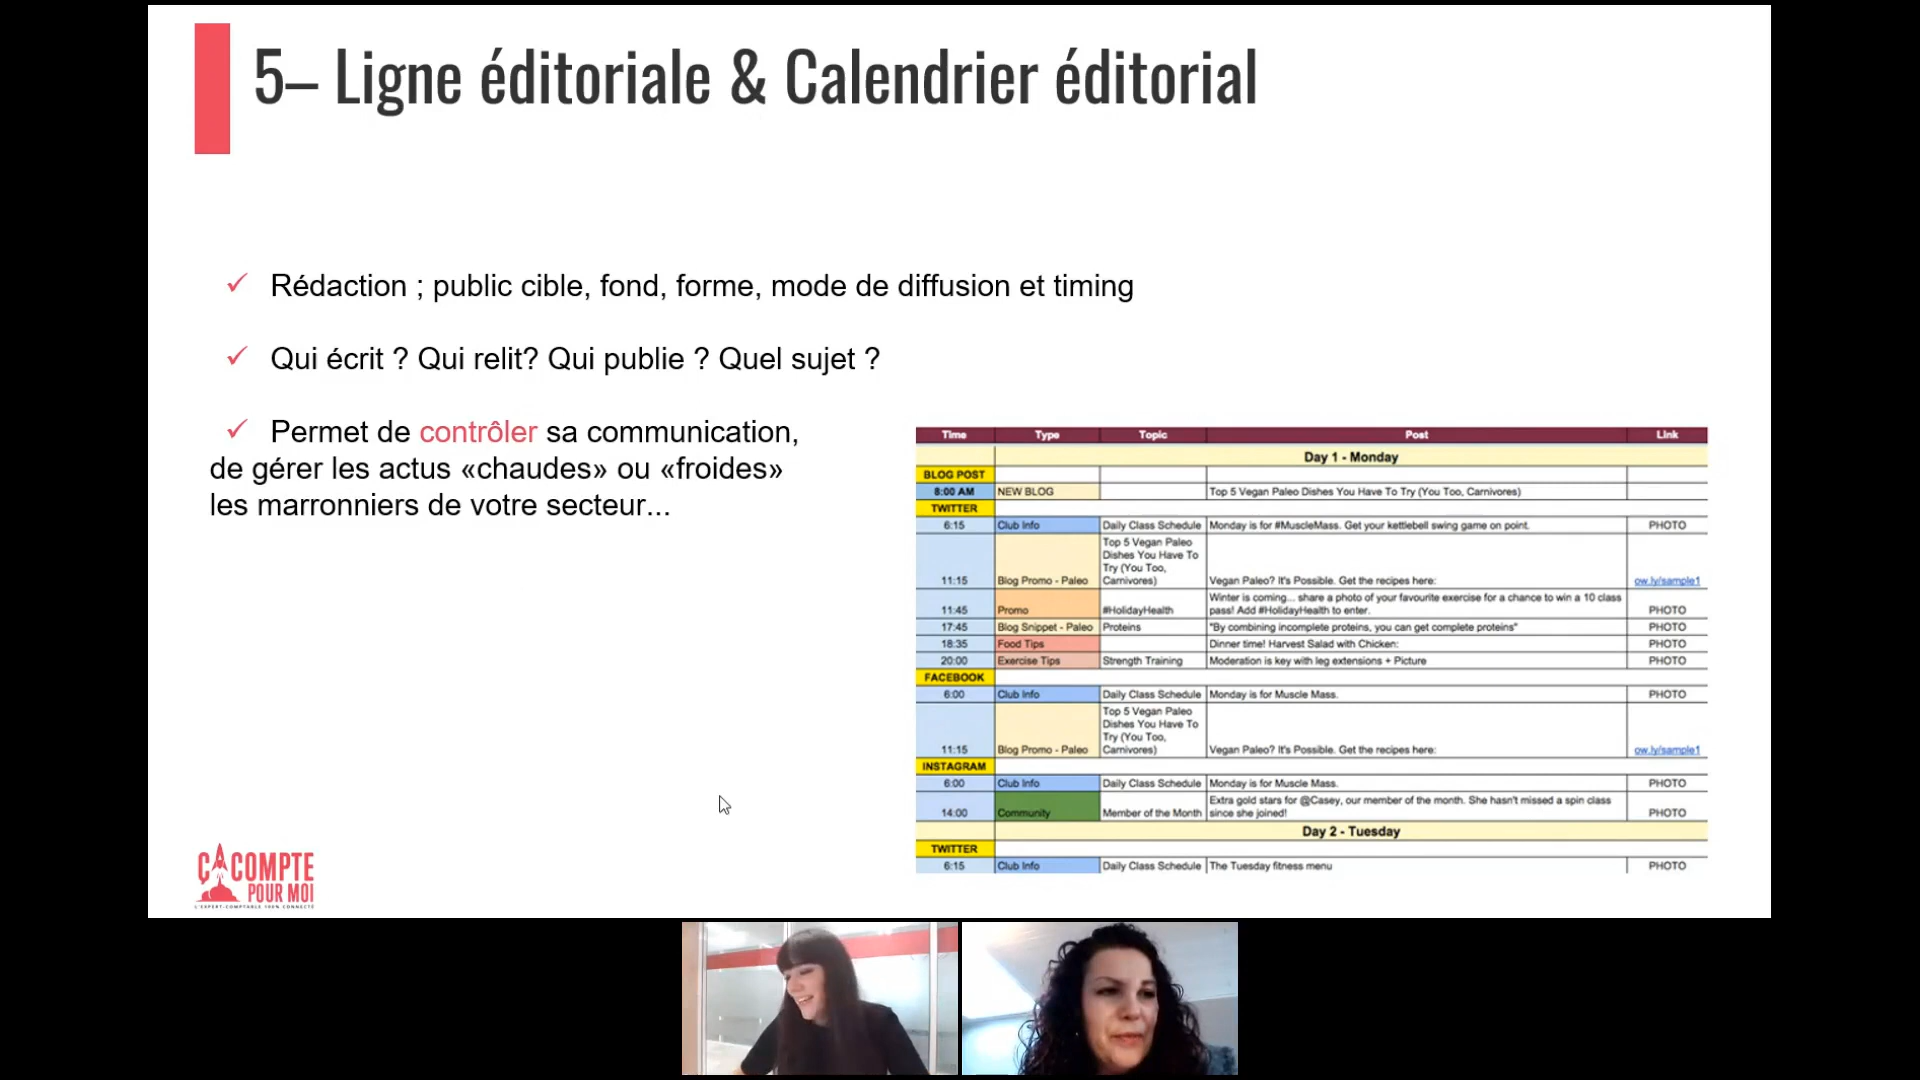 5– Ligne éditoriale & Calendrier éditorial
✓ Rédaction ; public cible, fond, forme, mode de diffusion et timing
✓ Qui écrit ? Qui relit? Qui publie ? Quel sujet ?
✓ Permet de contrôler sa communication,
de gérer les actus «chaudes» ou «froides»
les marronniers de votre secteur...
Time Type Topic Post Link
Day 1 - Monday
BLOG POST
8:00 AM NEW BLOG Top 5 Vegan Paleo Dishes You Have To Try (You Too, Carnivores)
TWITTER
6:15 Club Info Daily Class Schedule Monday is for #MuscleMass. Get your kettlebell swing game on point. PHOTO
Top 5 Vegan Paleo
Dishes You Have To
Try (You Too,
11:15 Blog Promo - Paleo Carnivores) Vegan Paleo? It's Possible. Get the recipes here: ow.ly/sample1
Winter is coming... share a photo of your favourite exercise for a chance to win a 10 class
11:45 Promo #HolidayHealth pass! Add #HolidayHealth to enter. PHOTO
17:45 Blog Snippet - Paleo Proteins "By combining incomplete proteins, you can get complete proteins" PHOTO
18:35 Food Tips Dinner time! Harvest Salad with Chicken: PHOTO
20:00 Exercise Tips Strength Training Moderation is key with leg extensions + Picture PHOTO
FACEBOOK
6:00 Club Info Daily Class Schedule Monday is for Muscle Mass. PHOTO
Top 5 Vegan Paleo
Dishes You Have To
Try (You Too,
11:15 Blog Promo - Paleo Carnivores) Vegan Paleo? It's Possible. Get the recipes here: ow.ly/sample1
INSTAGRAM
6:00 Club Info Daily Class Schedule Monday is for Muscle Mass. PHOTO
Extra gold stars for @Casey, our member of the month. She hasn't missed a spin class
14:00 Community Member of the Month since she joined! PHOTO
Day 2 - Tuesday
TWITTER
6:15 Club Info Daily Class Schedule The Tuesday fitness menu PHOTO
ÇA COMPTE
POUR MOI
L'EXPERT-COMPTABLE 100% CONNECTÉ